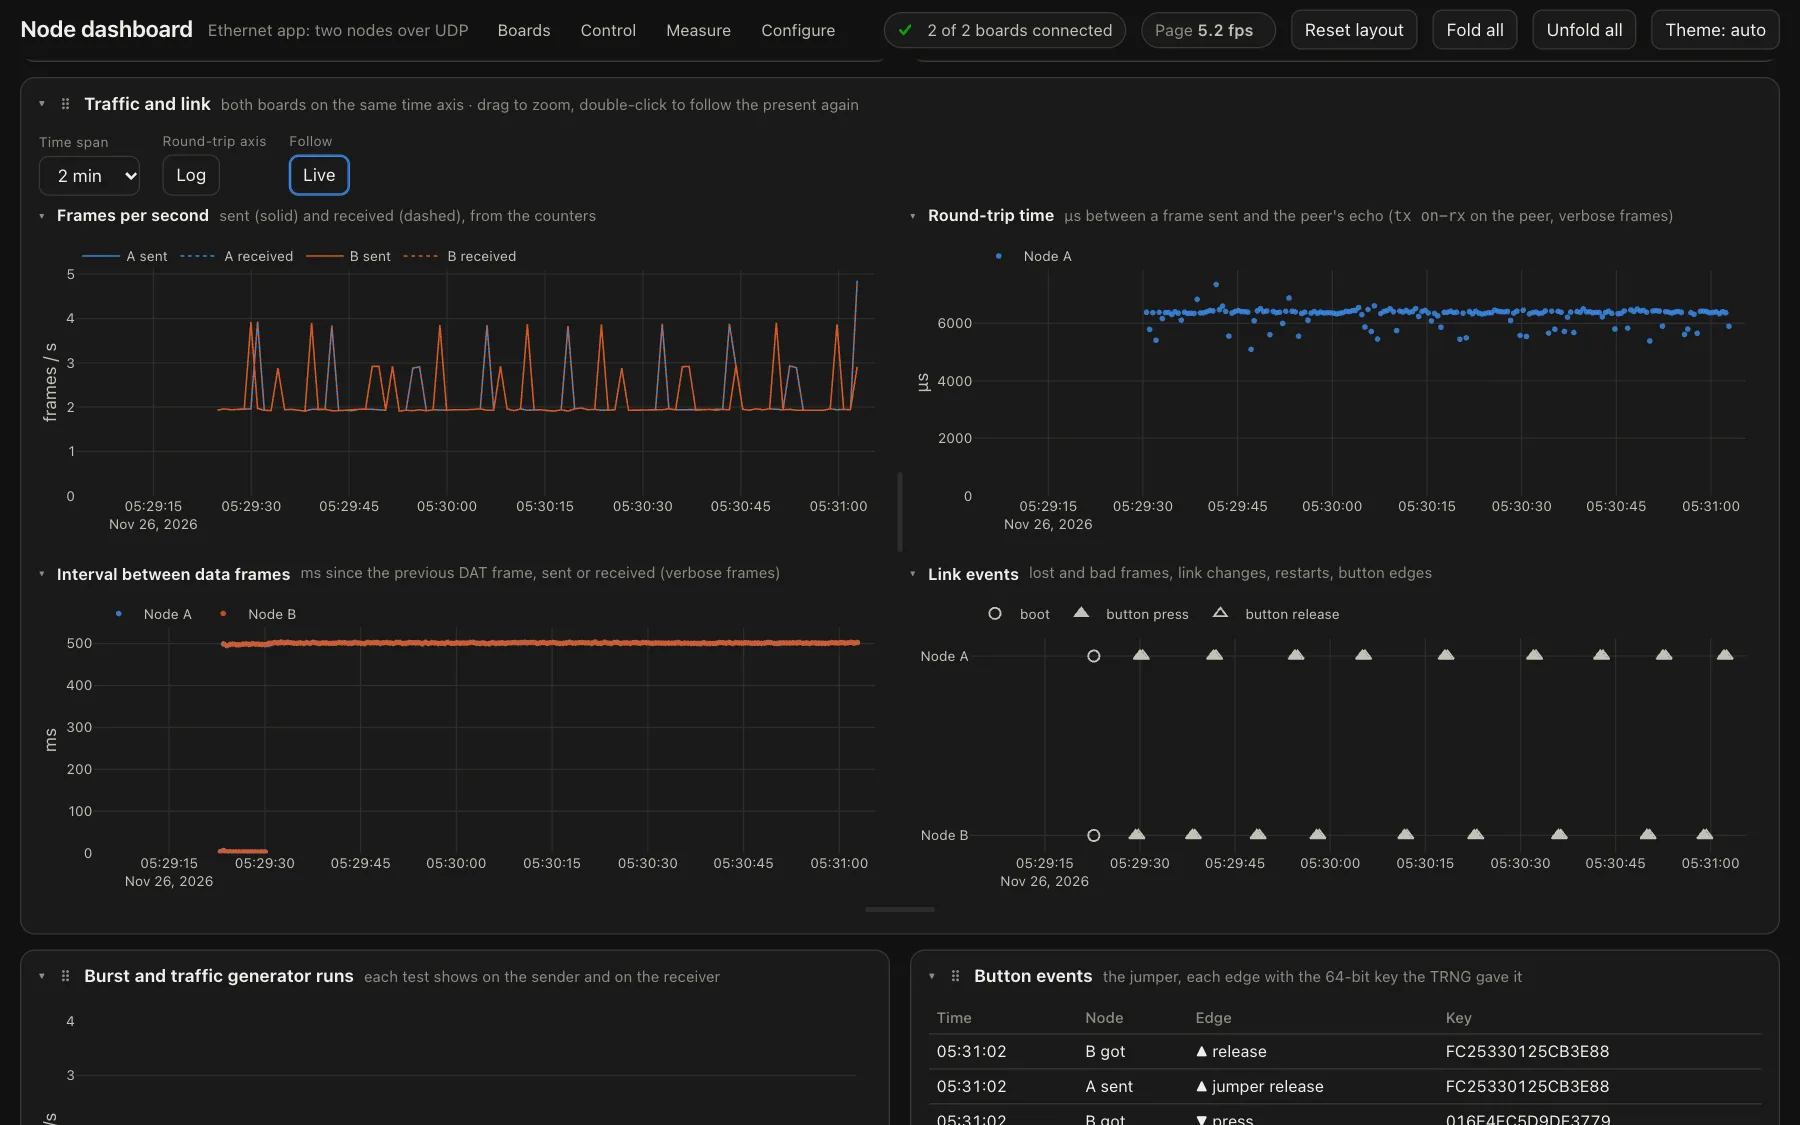 Node dashboard Ethernet app: two nodes over UDP Boards Control Measure Configure 2 of 2 boards connected Page 5.2 fps Reset layout Fold all Unfold all Theme: auto
Traffic and link both boards on the same time axis · drag to zoom, double-click to follow the present again
Time span Round-trip axis Follow
2 min Log Live
Frames per second sent (solid) and received (dashed), from the counters
A sent A received B sent B received
5
4
3
2
1
0
frames / s
05:29:15 05:29:30 05:29:45 05:30:00 05:30:15 05:30:30 05:30:45 05:31:00
Nov 26, 2026
Round-trip time µs between a frame sent and the peer's echo (tx on-rx on the peer, verbose frames)
Node A
6000
4000
2000
0
µs
05:29:15 05:29:30 05:29:45 05:30:00 05:30:15 05:30:30 05:30:45 05:31:00
Nov 26, 2026
Interval between data frames ms since the previous DAT frame, sent or received (verbose frames)
Node A Node B
500
400
300
200
100
0
ms
05:29:15 05:29:30 05:29:45 05:30:00 05:30:15 05:30:30 05:30:45 05:31:00
Nov 26, 2026
Link events lost and bad frames, link changes, restarts, button edges
boot button press button release
Node A
Node B
05:29:15 05:29:30 05:29:45 05:30:00 05:30:15 05:30:30 05:30:45 05:31:00
Nov 26, 2026
Burst and traffic generator runs each test shows on the sender and on the receiver
4
3
/s
Button events the jumper, each edge with the 64-bit key the TRNG gave it
Time Node Edge Key
05:31:02 B got ▲ release FC25330125CB3E88
05:31:02 A sent ▲ jumper release FC25330125CB3E88
05:31:02 B got ▼ press 016F4FC5D9DF3779